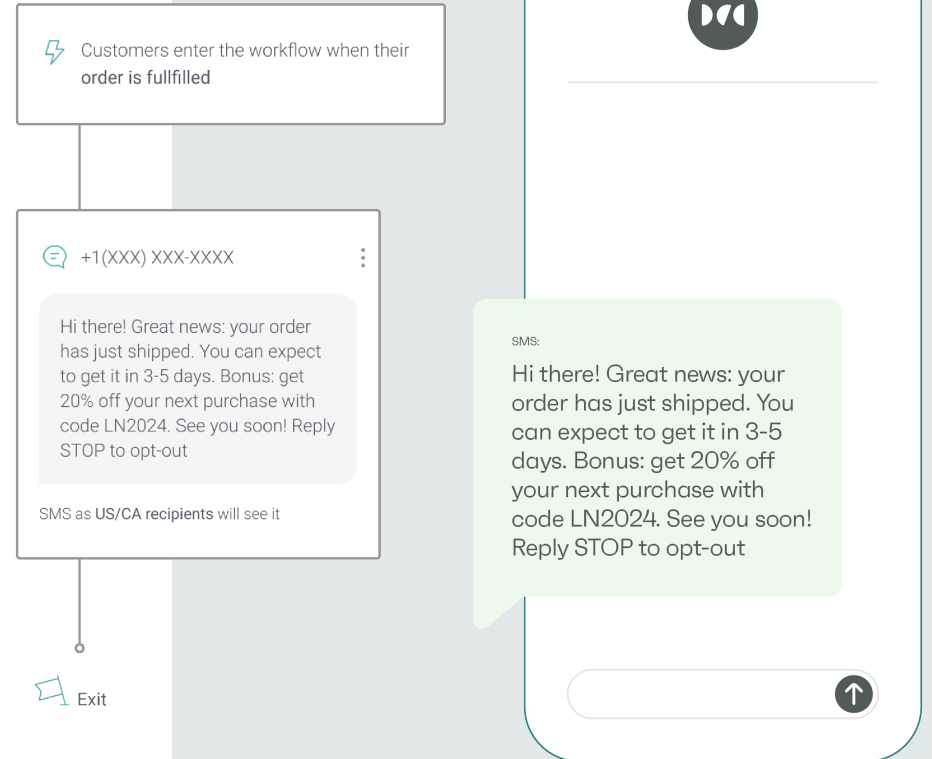 Customers enter the workflow when their
order is fullfilled
+1(XXX) XXX-XXXX
Hi there! Great news: your order
has just shipped. You can expect
to get it in 3-5 days. Bonus: get
20% off your next purchase with
code LN2024. See you soon! Reply
STOP to opt-out
SMS as US/CA recipients will see it
Exit
SMS:
Hi there! Great news: your
order has just shipped. You
can expect to get it in 3-5
days. Bonus: get 20% off
your next purchase with
code LN2024. See you soon!
Reply STOP to opt-out